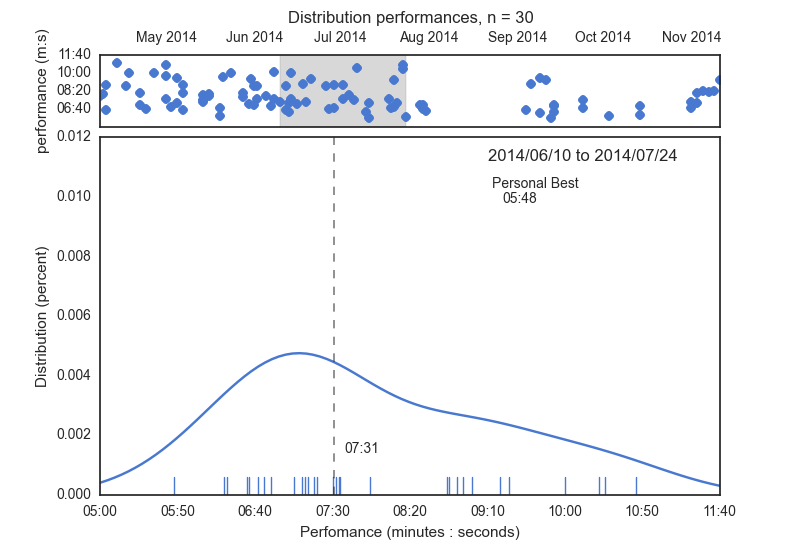 Distribution performances, n = 30
May 2014 Jun 2014 Jul 2014 Aug 2014 Sep 2014 Oct 2014 Nov 2014
performance (m:s)
11:40
10:00
08:20
06:40
0.012
2014/06/10 to 2014/07/24
Personal Best
05:48
0.010
0.008
Distribution (percent)
0.006
0.004
0.002
07:31
0.000
05:00 05:50 06:40 07:30 08:20 09:10 10:00 10:50 11:40
Perfomance (minutes : seconds)